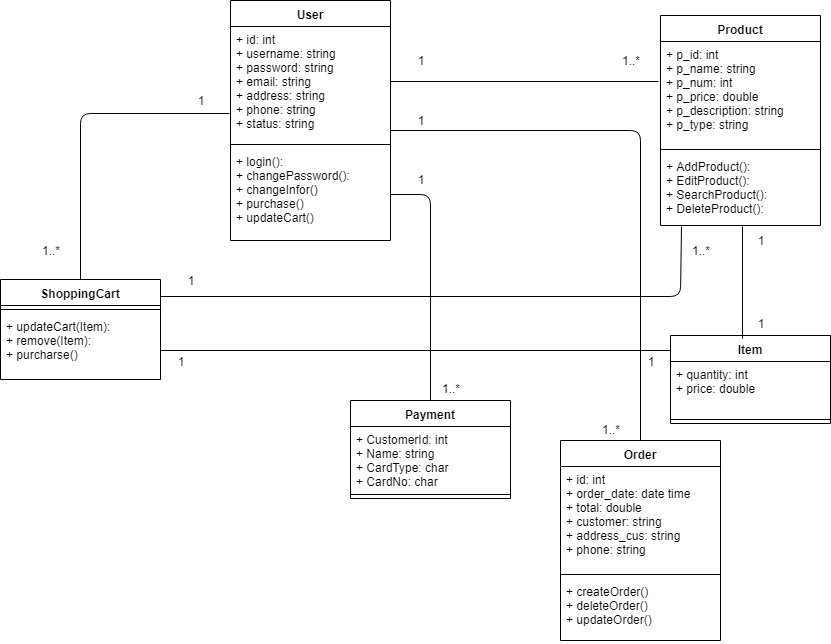 User
+ id: int
+ username: string
+ password: string
+ email: string
+ address: string
+ phone: string
+ status: string
+ login():
+ changePassword():
+ changeInfor()
+ purchase()
+ updateCart()
Product
+ p_id: int
+ p_name: string
+ p_num: int
+ p_price: double
+ p_description: string
+ p_type: string
+ AddProduct():
+ EditProduct():
+ SearchProduct():
+ DeleteProduct():
1
1..*
1
1
1
1..*
1..*
1
ShoppingCart
+ updateCart(Item):
+ remove(Item):
+ purcharse()
1
1
1
1
Item
+ quantity: int
+ price: double
1..*
Payment
+ CustomerId: int
+ Name: string
+ CardType: char
+ CardNo: char
1..*
Order
+ id: int
+ order_date: date time
+ total: double
+ customer: string
+ address_cus: string
+ phone: string
+ createOrder()
+ deleteOrder()
+ updateOrder()